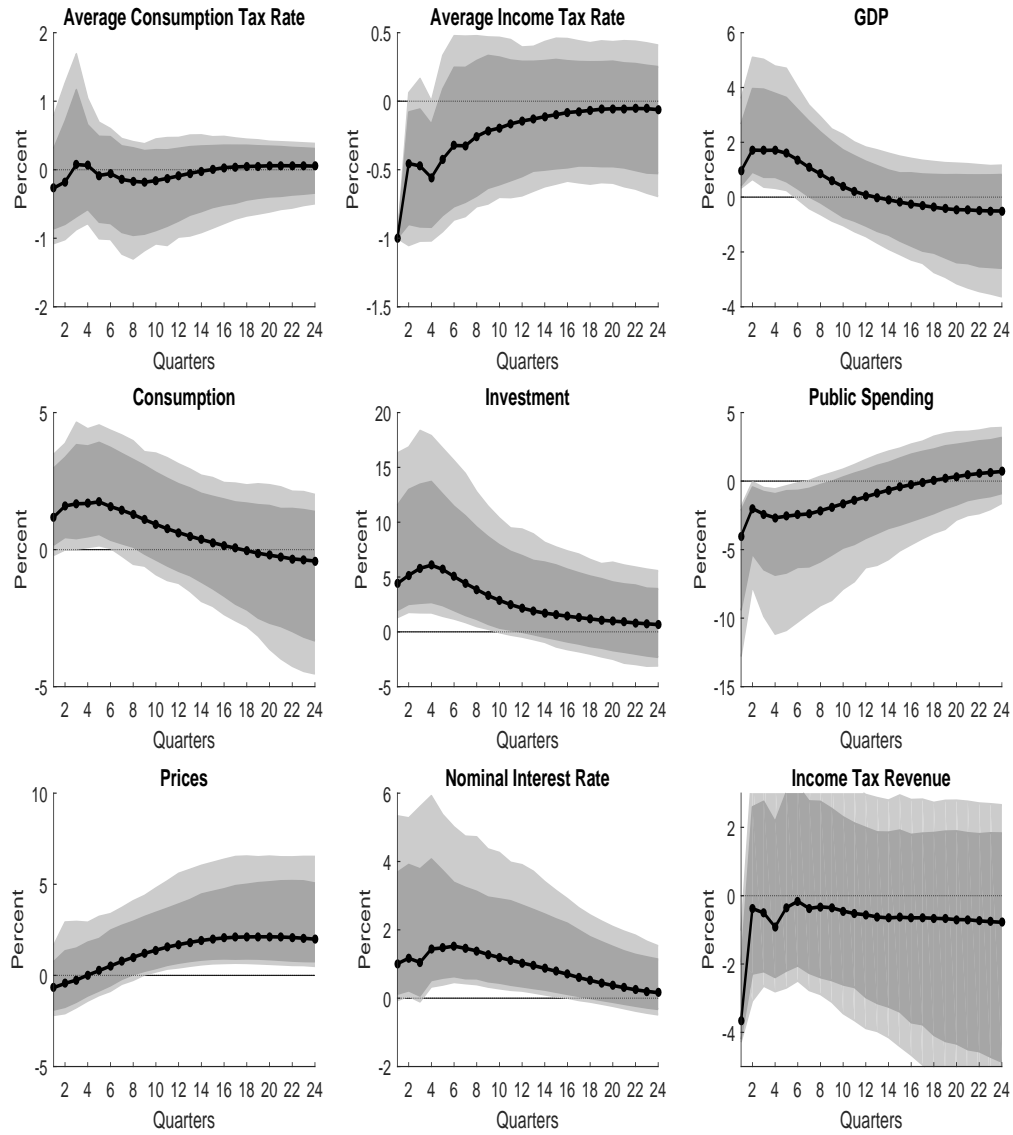 Average Consumption Tax Rate
Percent
2
1
0
-1
-2
2 4 6 8 10 12 14 16 18 20 22 24
Quarters
Average Income Tax Rate
Percent
0.5
0
-0.5
-1
-1.5
2 4 6 8 10 12 14 16 18 20 22 24
Quarters
GDP
Percent
6
4
2
0
-2
-4
2 4 6 8 10 12 14 16 18 20 22 24
Quarters
Consumption
Percent
5
0
-5
2 4 6 8 10 12 14 16 18 20 22 24
Quarters
Investment
Percent
20
15
10
5
0
-5
2 4 6 8 10 12 14 16 18 20 22 24
Quarters
Public Spending
Percent
5
0
-5
-10
-15
2 4 6 8 10 12 14 16 18 20 22 24
Quarters
Prices
Percent
10
5
0
-5
2 4 6 8 10 12 14 16 18 20 22 24
Quarters
Nominal Interest Rate
Percent
6
4
2
0
-2
2 4 6 8 10 12 14 16 18 20 22 24
Quarters
Income Tax Revenue
Percent
2
0
-2
-4
2 4 6 8 10 12 14 16 18 20 22 24
Quarters